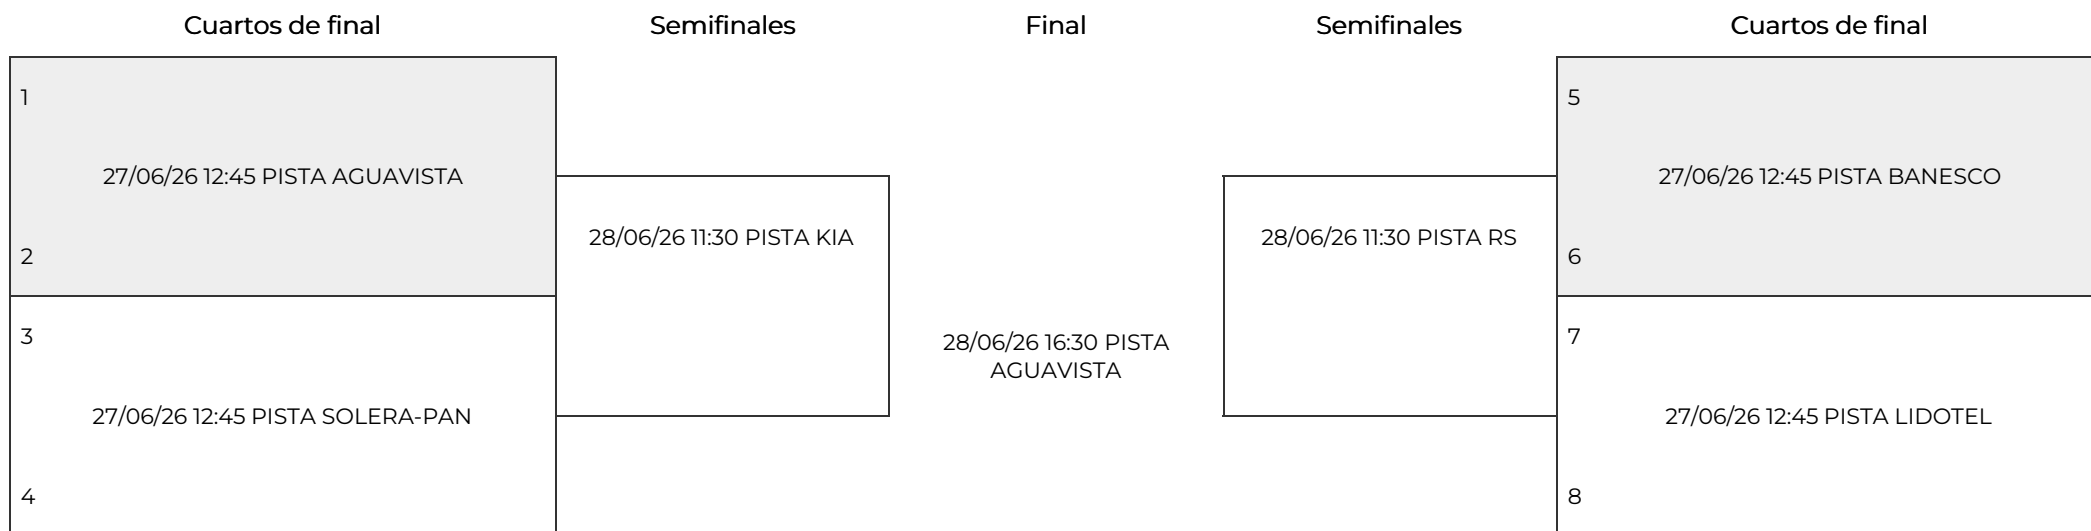 Cuartos de final
Semifinales
Final
Semifinales
Cuartos de final
1
27/06/26 12:45 PISTA AGUAVISTA
2
3
27/06/26 12:45 PISTA SOLERA-PAN
4
28/06/26 11:30 PISTA KIA
28/06/26 16:30 PISTA
AGUAVISTA
28/06/26 11:30 PISTA RS
5
27/06/26 12:45 PISTA BANESCO
6
7
27/06/26 12:45 PISTA LIDOTEL
8